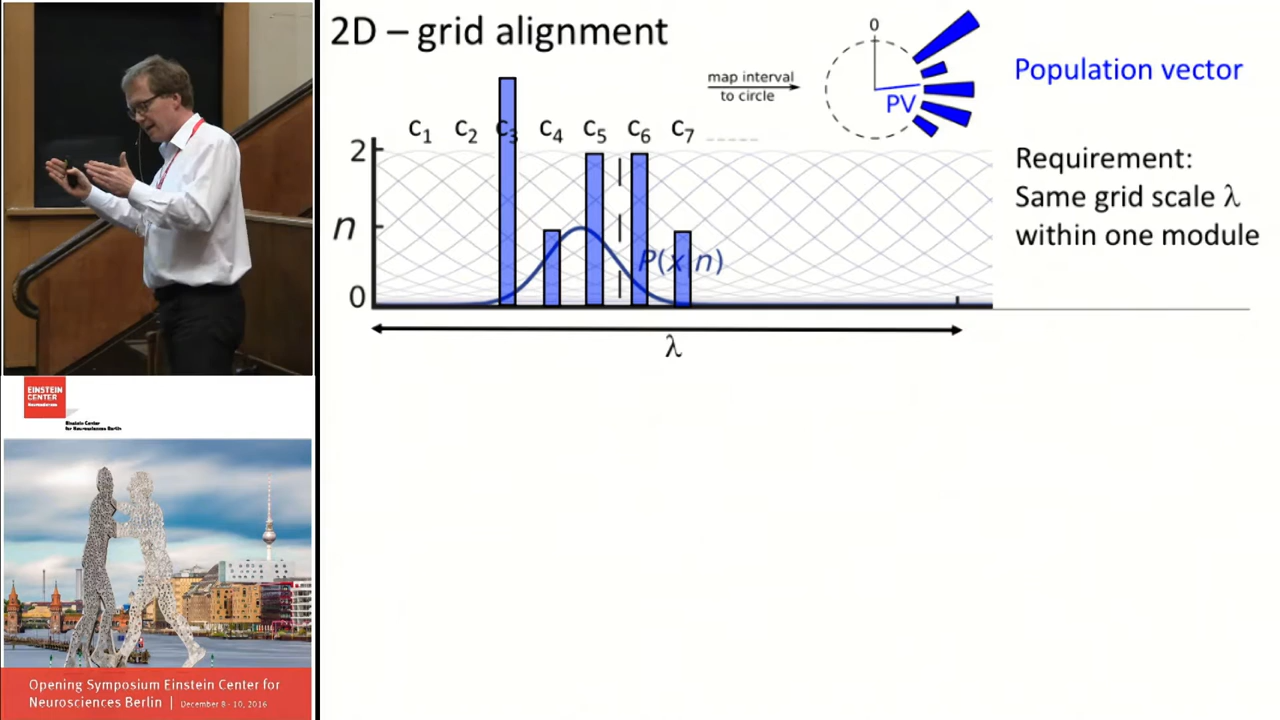 2D – grid alignment
map interval
to circle
0
PV
Population vector
c1 c2 c3 c4 c5 c6 c7
2
n
0
P(x|n)
λ
Requirement:
Same grid scale λ
within one module
EINSTEIN
CENTER
Neurosciences
Einstein Center
for Neurosciences Berlin
Opening Symposium Einstein Center for
Neurosciences Berlin | December 8 - 10, 2016